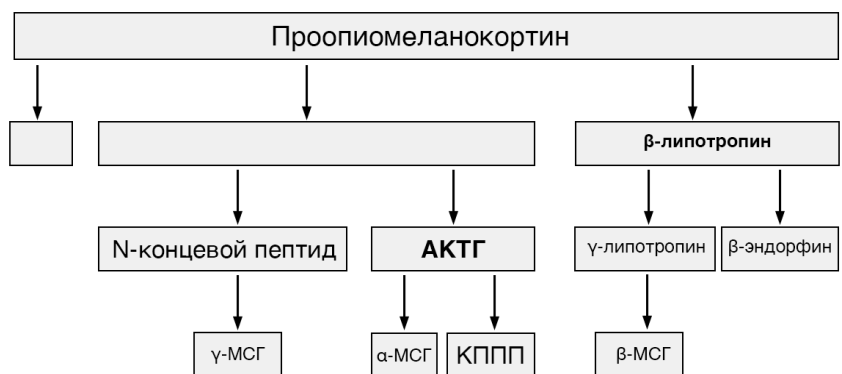 Проопиомеланокортин
β-липотропин
N-концевой пептид
АКТГ
γ-липотропин
β-эндорфин
γ-МСГ
α-МСГ
КППП
β-МСГ